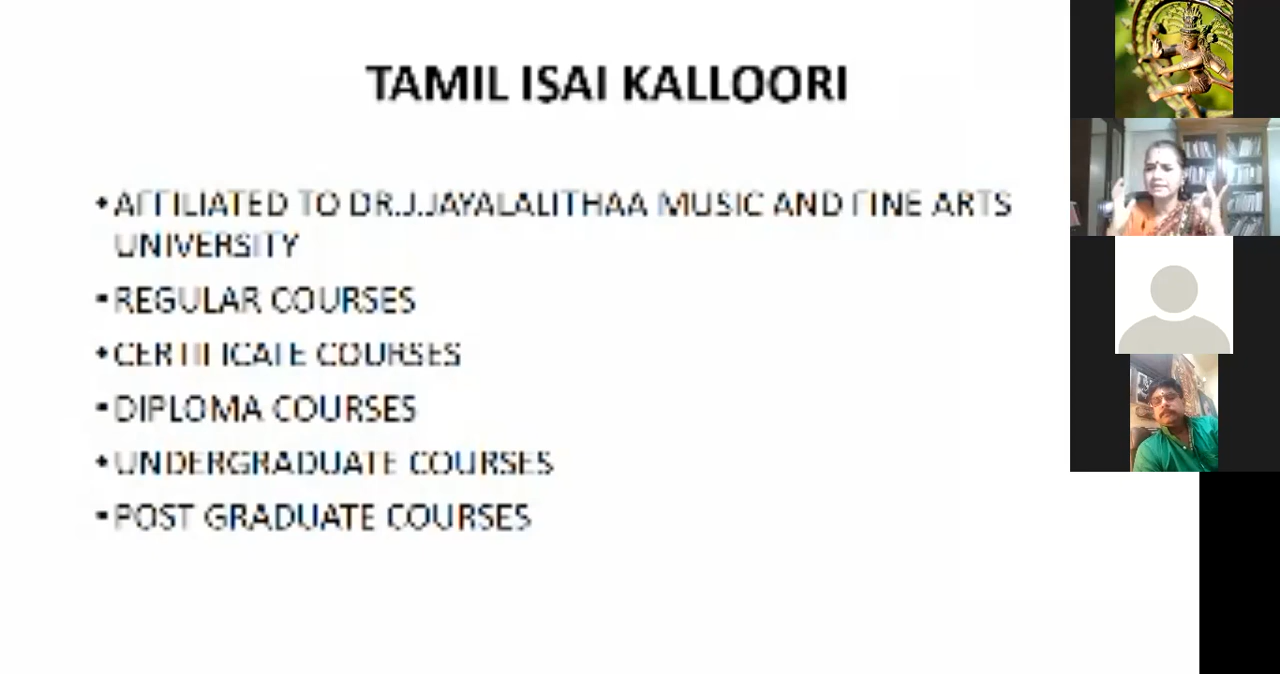 TAMIL ISAI KALLOORI
• AFFILIATED TO DR.J.JAYALALITHAA MUSIC AND FINE ARTS
UNIVERSITY
• REGULAR COURSES
• CERTIFICATE COURSES
• DIPLOMA COURSES
• UNDERGRADUATE COURSES
• POST GRADUATE COURSES